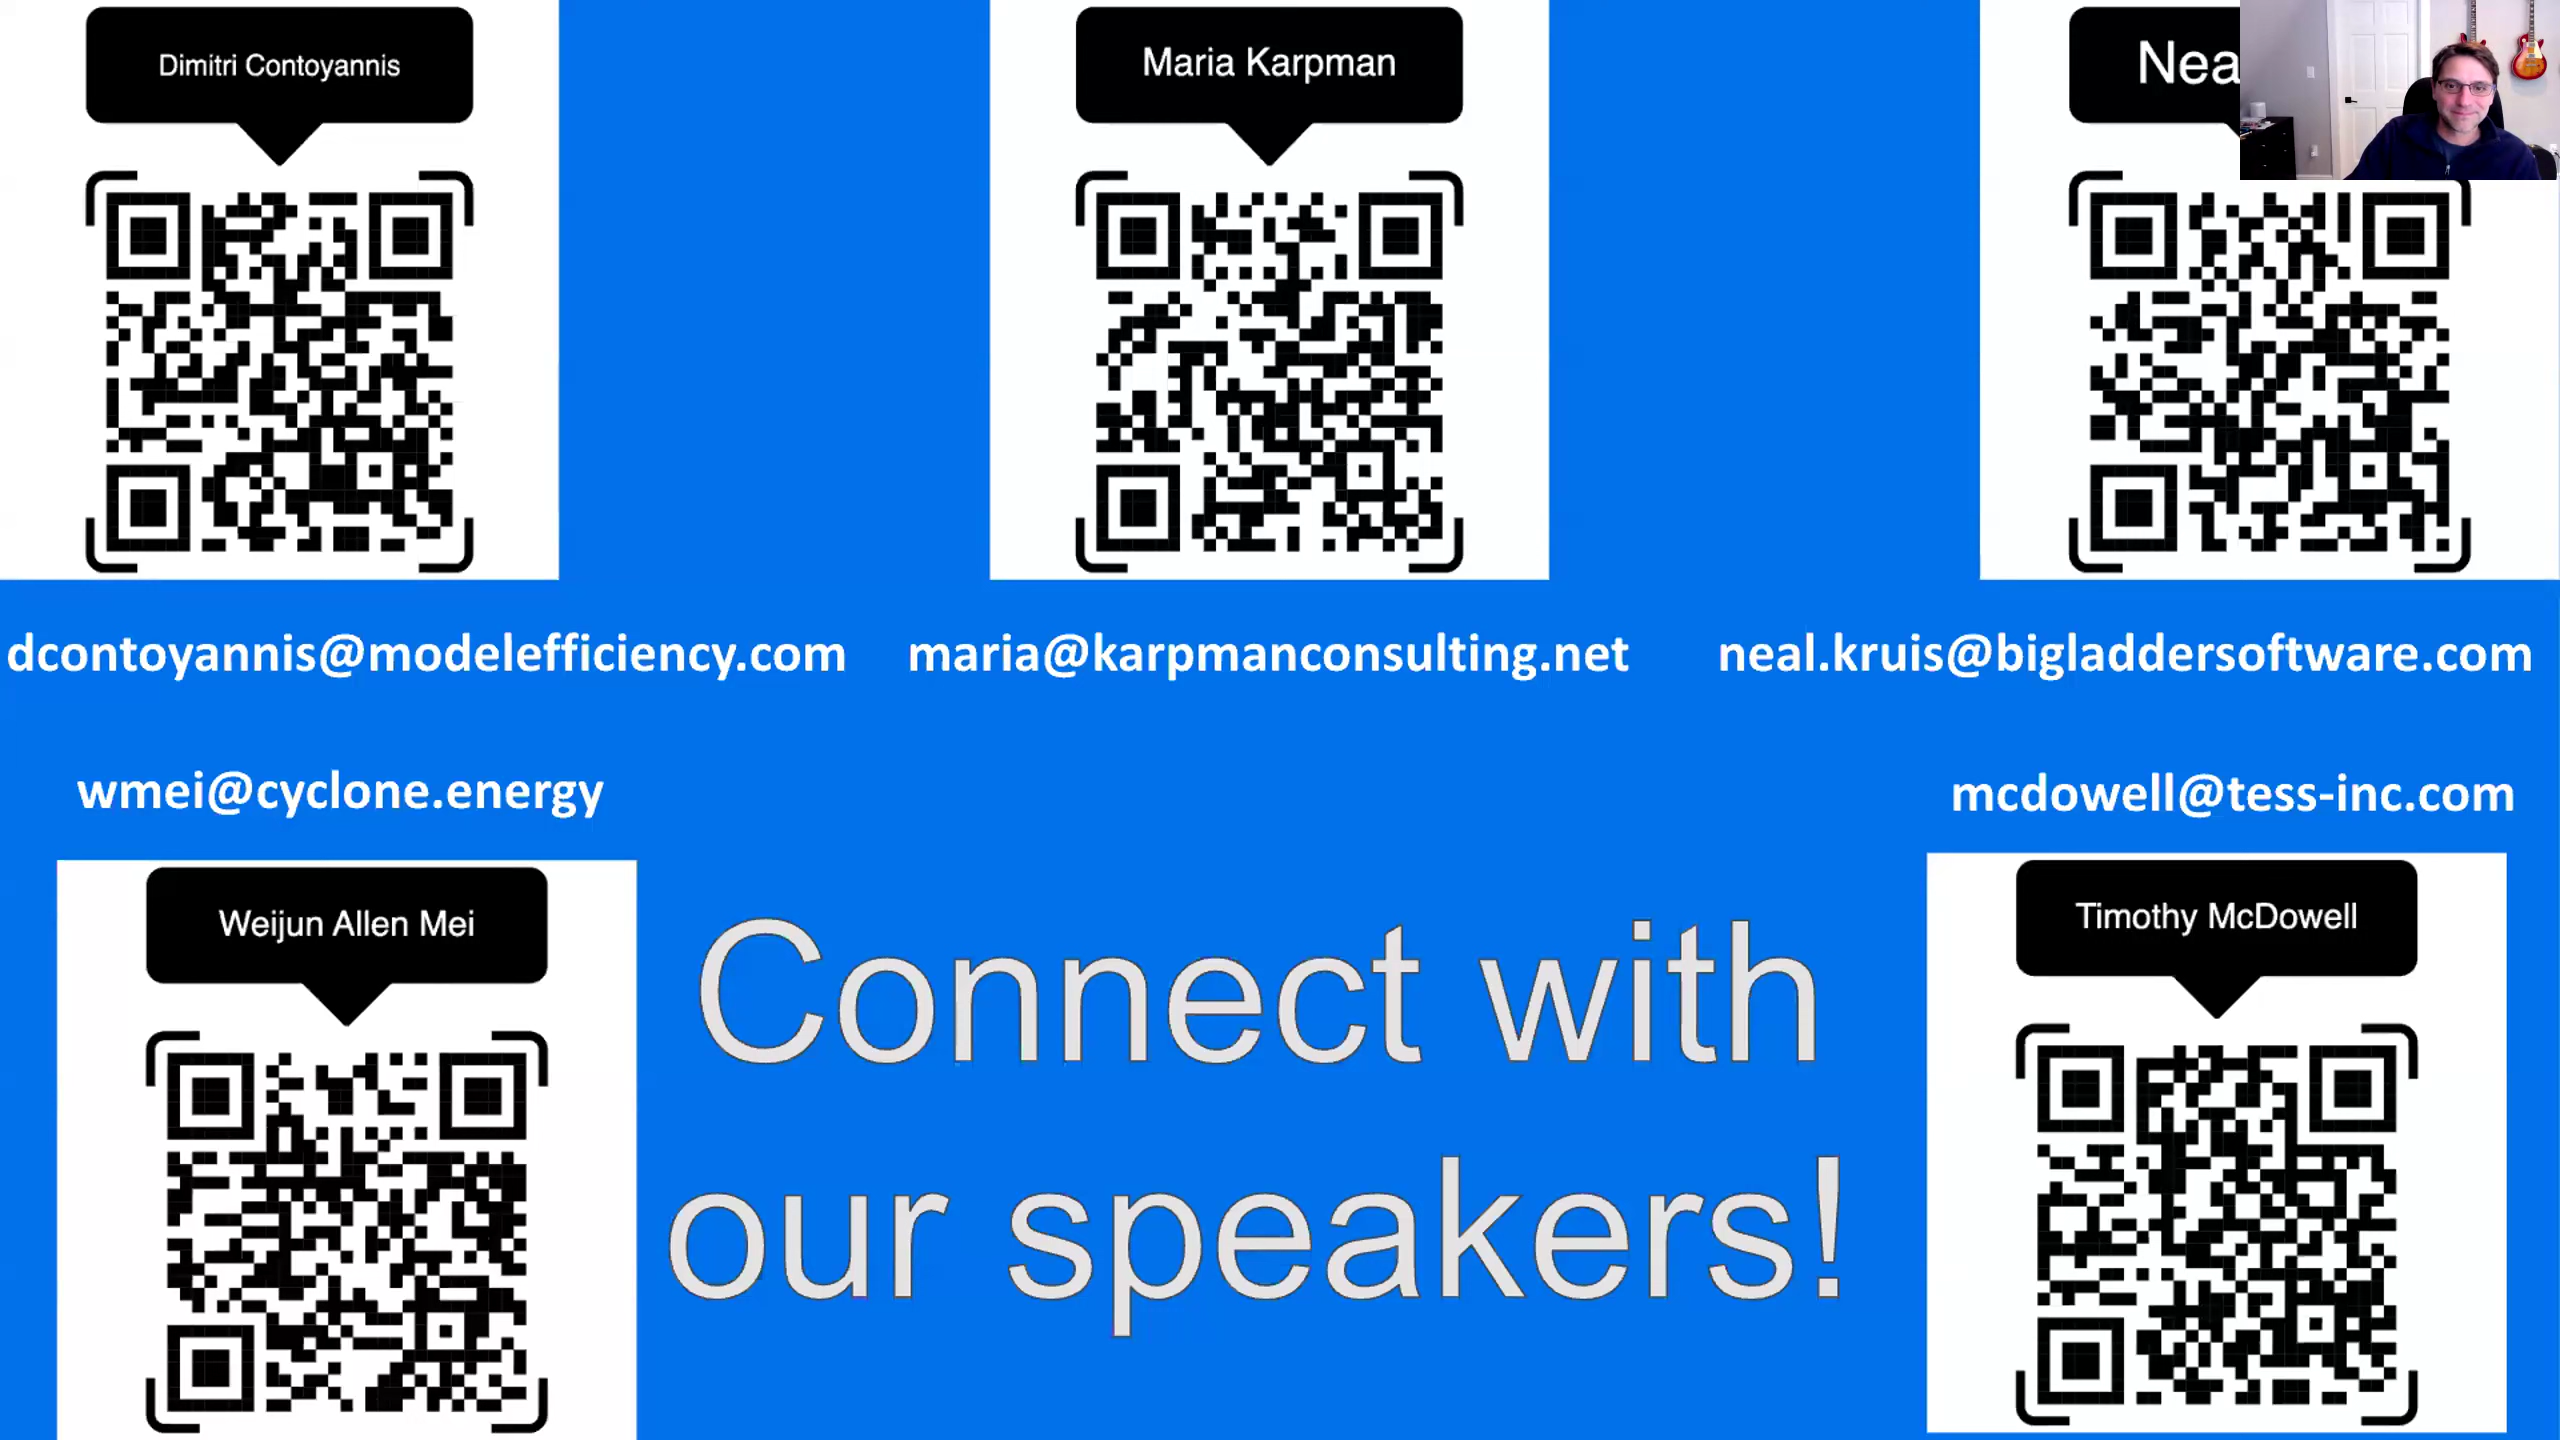 Dimitri Contoyannis
Maria Karpman
Nea
dcontoyannis@modelefficiency.com
maria@karpmanconsulting.net
neal.kruis@bigladdersoftware.com
wmei@cyclone.energy
mcdowell@tess-inc.com
Weijun Allen Mei
Timothy McDowell
Connect with
our speakers!